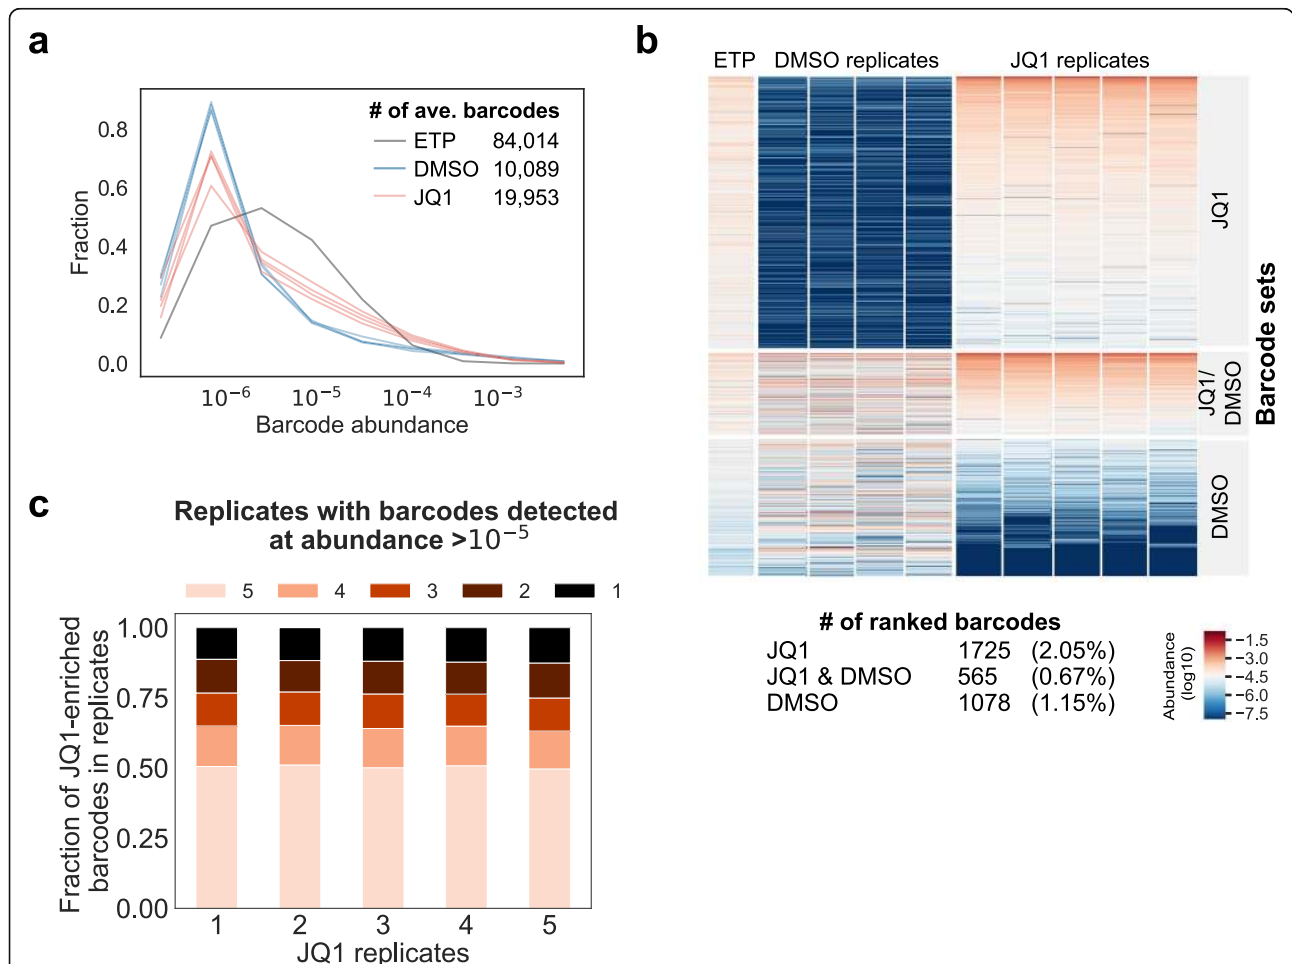 a
# of ave. barcodes
ETP 84,014
DMSO 10,089
JQ1 19,953
Fraction
0.8
0.6
0.4
0.2
0.0
10⁻⁶ 10⁻⁵ 10⁻⁴ 10⁻³
Barcode abundance
b
ETP DMSO replicates JQ1 replicates
JQ1
JQ1/
DMSO
DMSO
Barcode sets
# of ranked barcodes
JQ1 1725 (2.05%)
JQ1 & DMSO 565 (0.67%)
DMSO 1078 (1.15%)
Abundance
(log10)
−1.5
−3.0
−4.5
−6.0
−7.5
c
Replicates with barcodes detected
at abundance >10⁻⁵
5 4 3 2 1
Fraction of JQ1-enriched
barcodes in replicates
1.00
0.75
0.50
0.25
0.00
1 2 3 4 5
JQ1 replicates